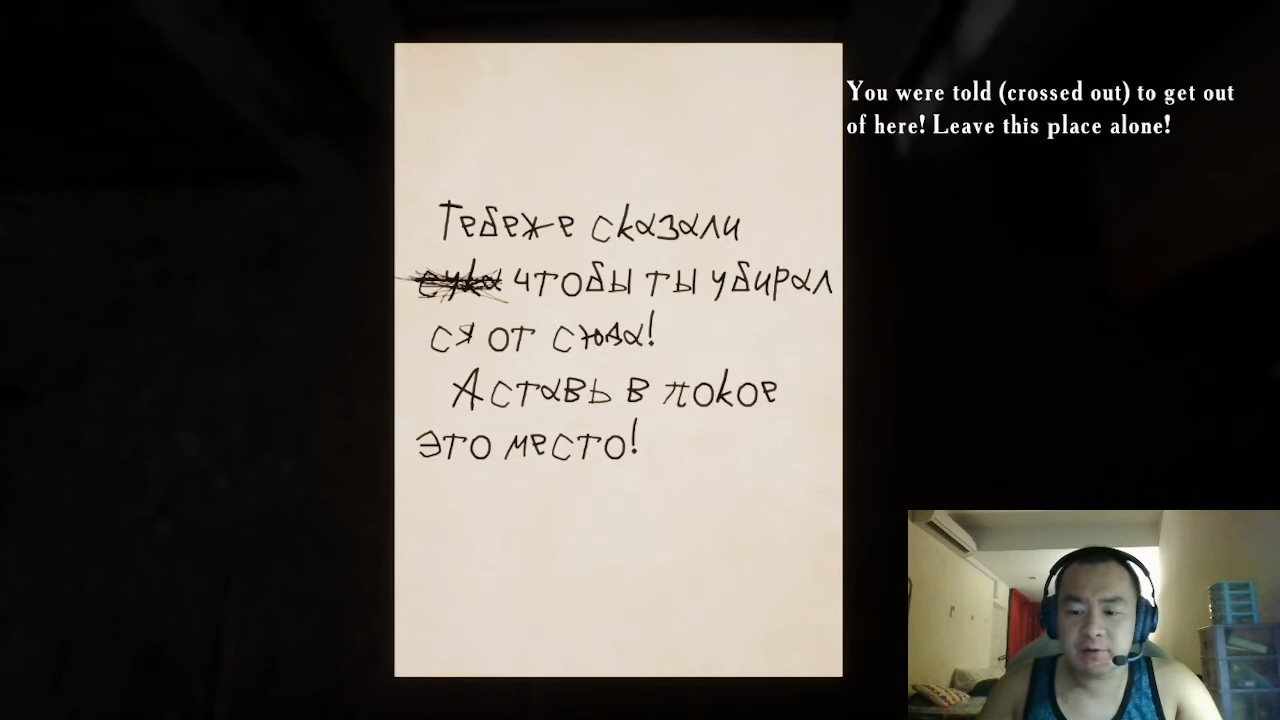 You were told (crossed out) to get out
of here! Leave this place alone!
Тебеже сказали
сука чтобы ты убирал
ся от сюда!
Аставь в покое
это место!